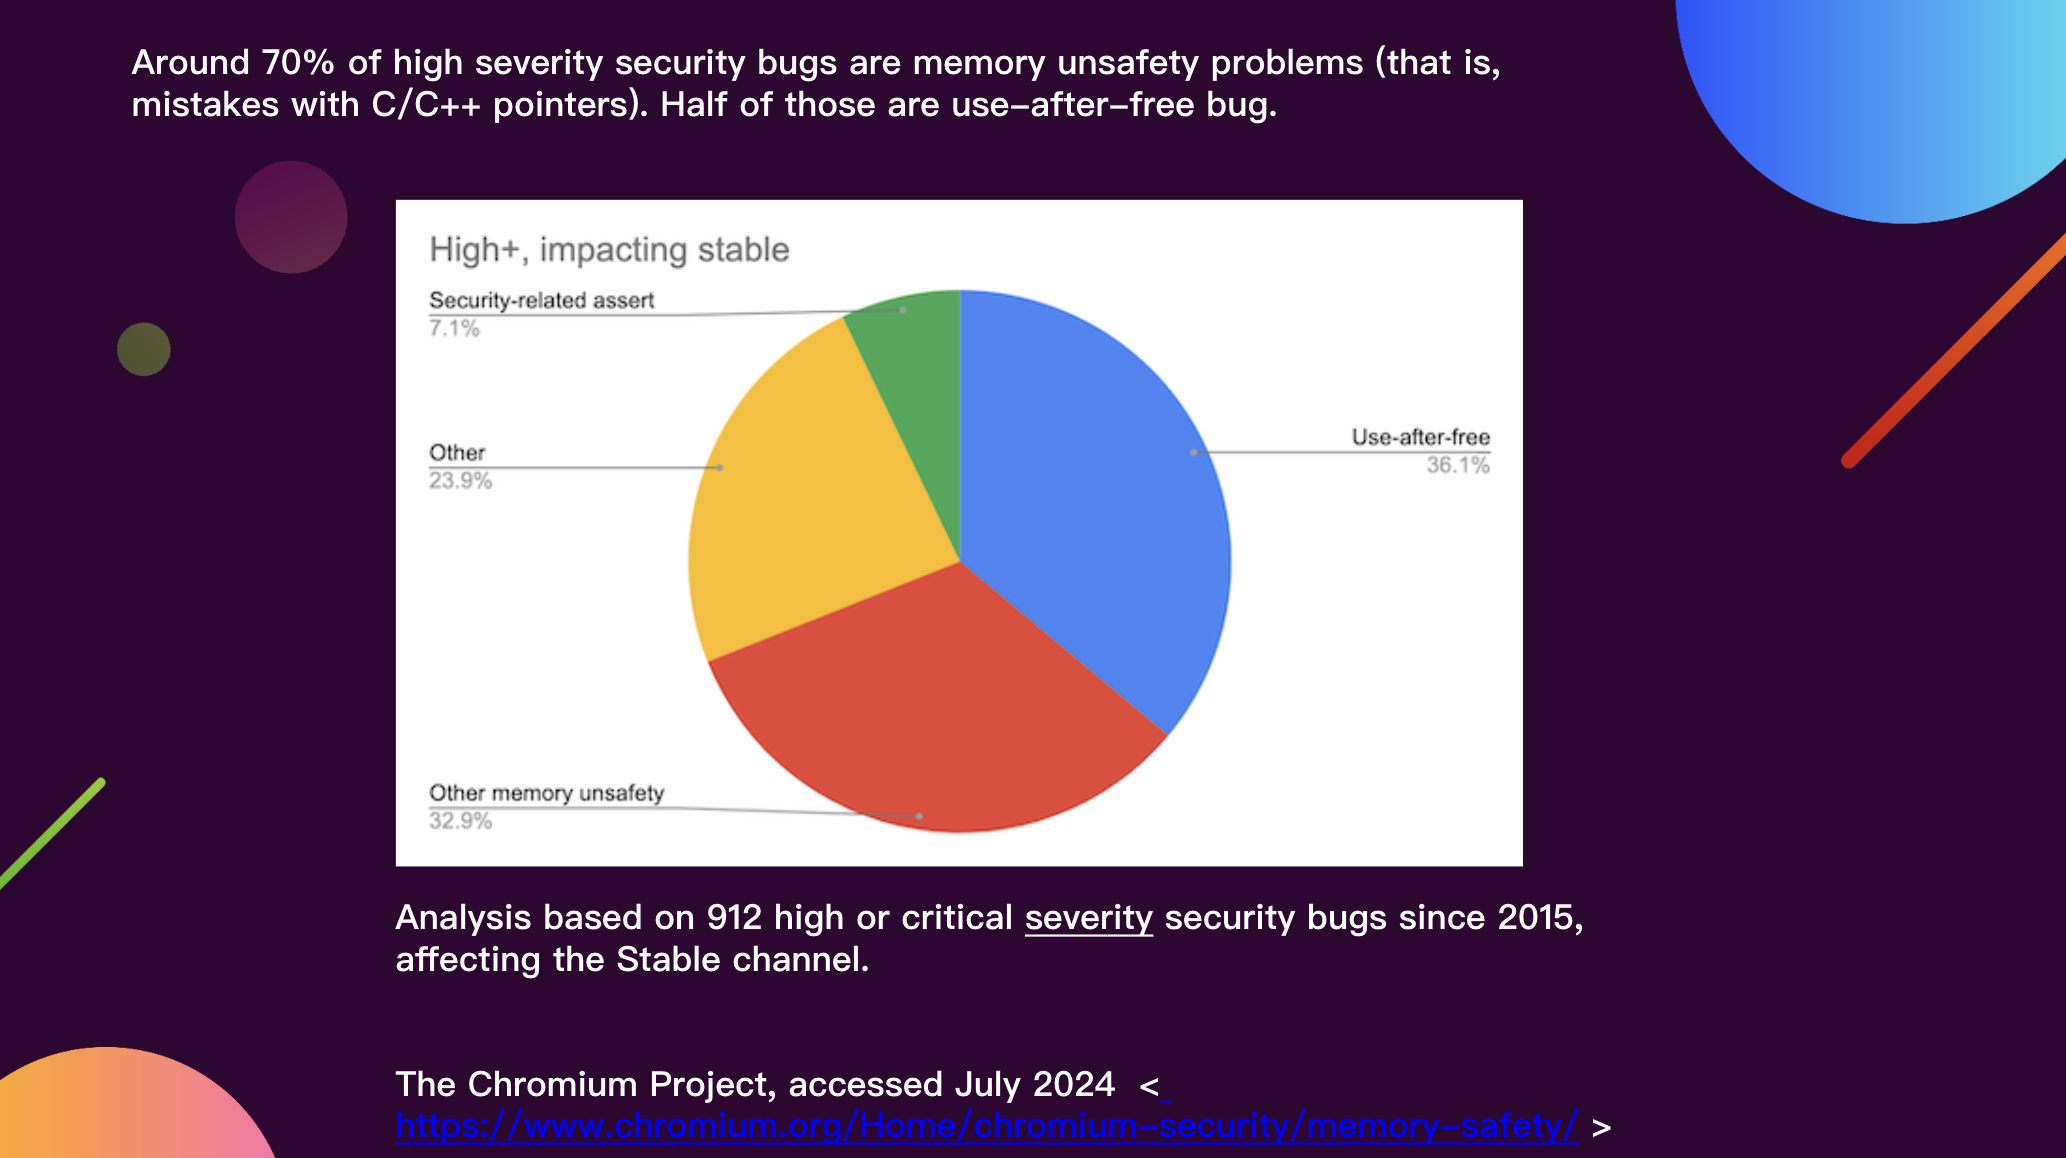 Around 70% of high severity security bugs are memory unsafety problems (that is,
mistakes with C/C++ pointers). Half of those are use-after-free bug.
High+, impacting stable
Security-related assert
7.1%
Other
23.9%
Use-after-free
36.1%
Other memory unsafety
32.9%
Analysis based on 912 high or critical severity security bugs since 2015,
affecting the Stable channel.
The Chromium Project, accessed July 2024 <
https://www.chromium.org/Home/chromium-security/memory-safety/ >